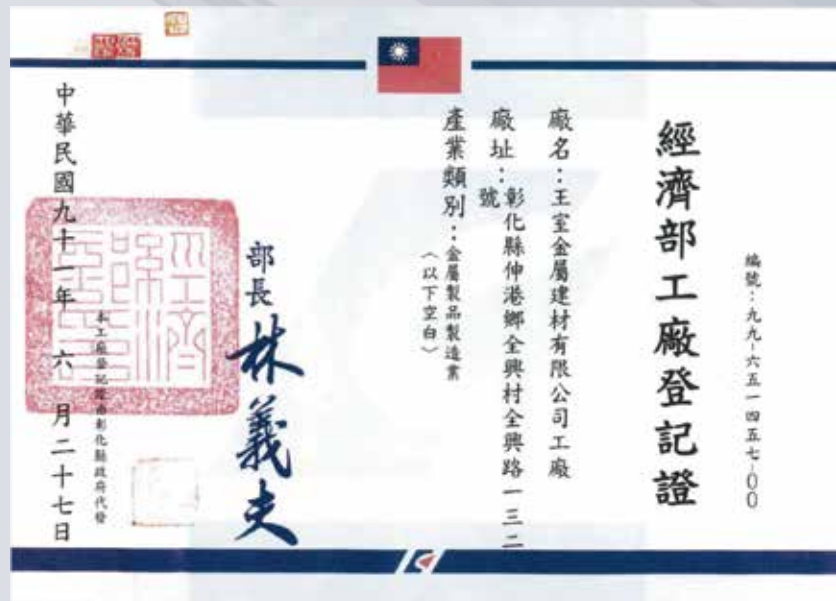 經濟部工廠登記證
編號：九九-六五一四五七-00
廠名：王室金屬建材有限公司工廠
廠址：彰化縣伸港鄉全興村全興路一三二
號
產業類別：金屬製品製造業
（以下空白）
部長 林義夫
本工廠登記證由彰化縣政府代發
中華民國九十一年 六 月二十七日